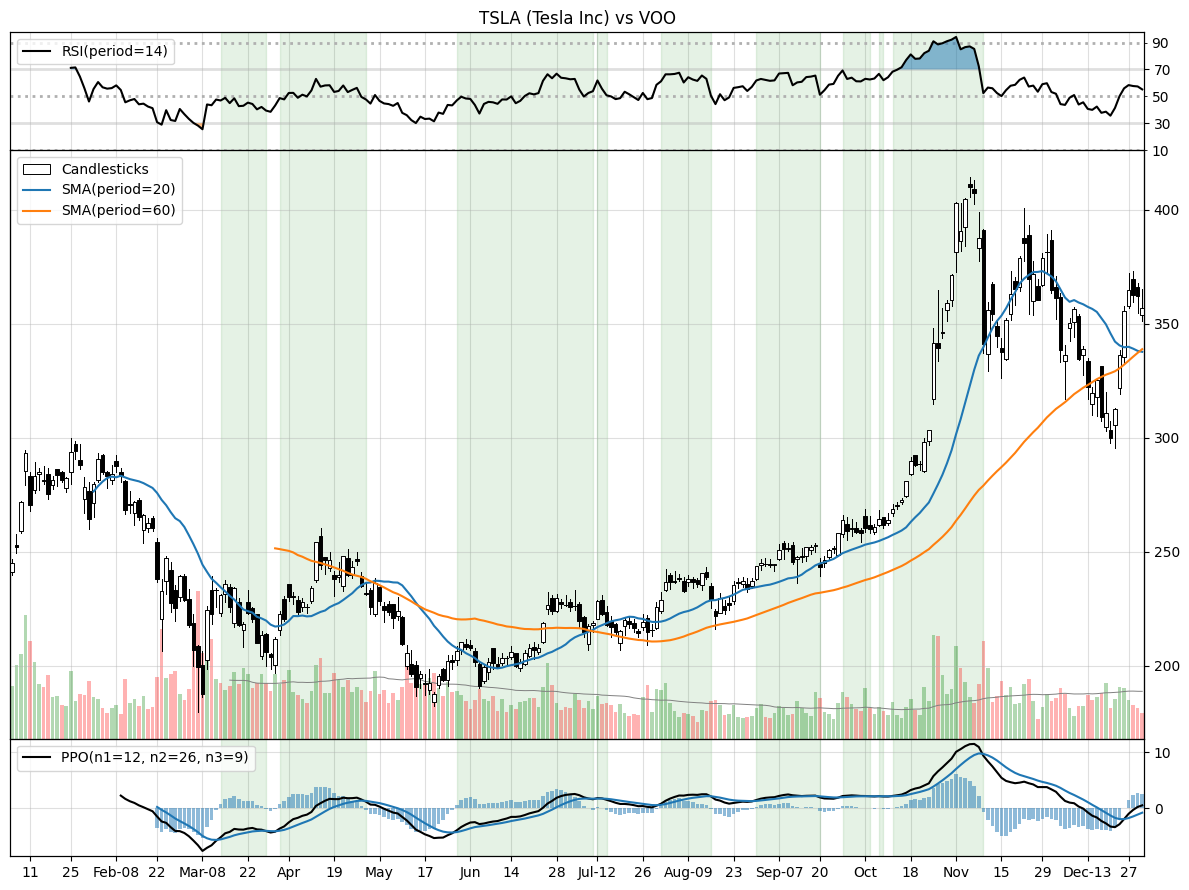 TSLA (Tesla Inc) vs VOO
RSI(period=14)
90
70
50
30
10
Candlesticks
SMA(period=20)
SMA(period=60)
400
350
300
250
200
PPO(n1=12, n2=26, n3=9)
10
0
11 25 Feb-08 22 Mar-08 22 Apr 19 May 17 Jun 14 28 Jul-12 26 Aug-09 23 Sep-07 20 Oct 18 Nov 15 29 Dec-13 27